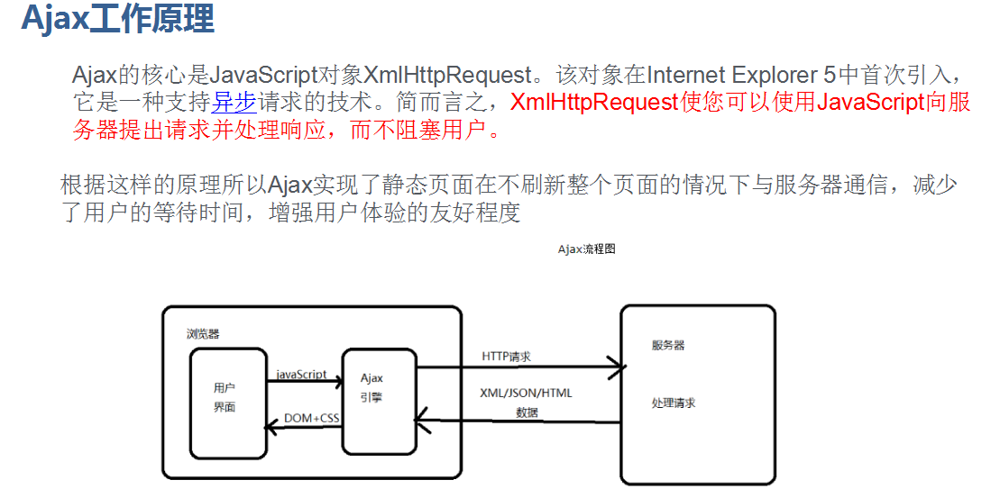 Ajax工作原理
Ajax的核心是JavaScript对象XmlHttpRequest。该对象在Internet Explorer 5中首次引入，
它是一种支持异步请求的技术。简而言之，XmlHttpRequest使您可以使用JavaScript向服
务器提出请求并处理响应，而不阻塞用户。
根据这样的原理所以Ajax实现了静态页面在不刷新整个页面的情况下与服务器通信，减少
了用户的等待时间，增强用户体验的友好程度
Ajax流程图
浏览器
用户
界面
javaScript
DOM+CSS
Ajax
引擎
HTTP请求
XML/JSON/HTML
数据
服务器
处理请求